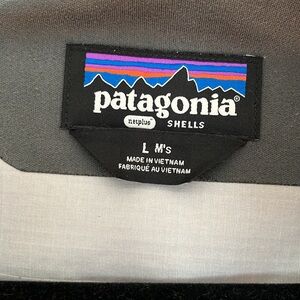 patagonia®
netplus® SHELLS
L M's
MADE IN VIETNAM
FABRIQUÉ AU VIETNAM